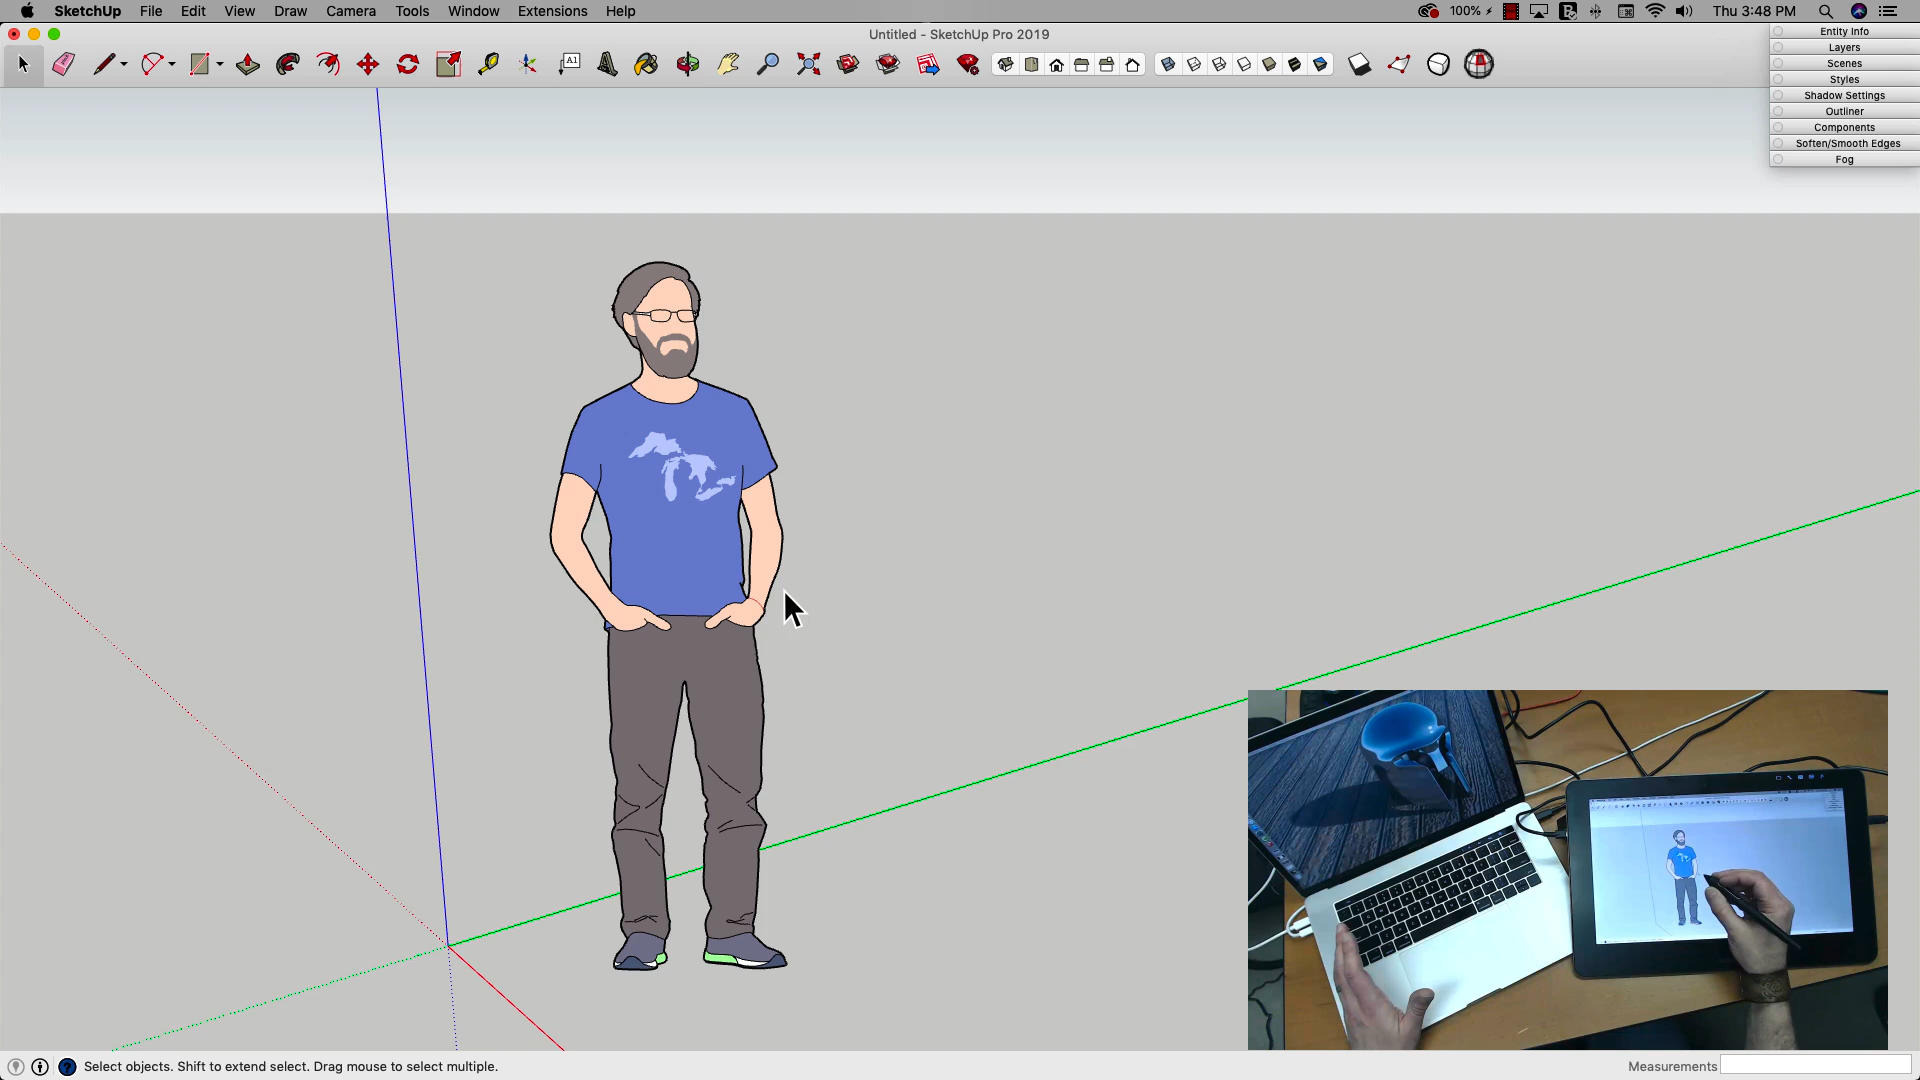 SketchUp File Edit View Draw Camera Tools Window Extensions Help 100% Thu 3:48 PM
Untitled - SketchUp Pro 2019
A1
Entity Info
Layers
Scenes
Styles
Shadow Settings
Outliner
Components
Soften/Smooth Edges
Fog
Select objects. Shift to extend select. Drag mouse to select multiple.
Measurements